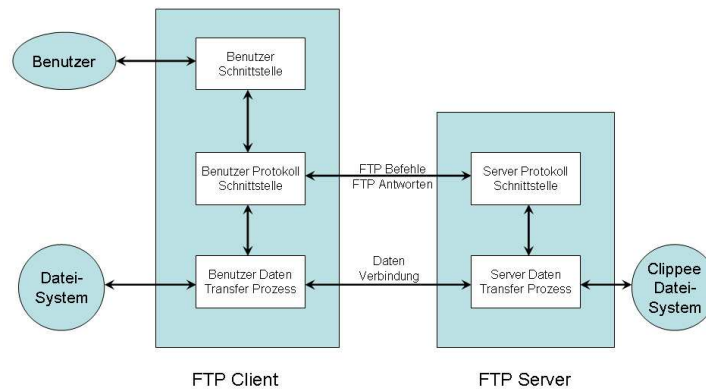 Benutzer
Benutzer
Schnittstelle
Benutzer Protokoll
Schnittstelle
FTP Befehle
FTP Antworten
Server Protokoll
Schnittstelle
Datei-
System
Benutzer Daten
Transfer Prozess
Daten
Verbindung
Server Daten
Transfer Prozess
Clippee
Datei-
System
FTP Client
FTP Server